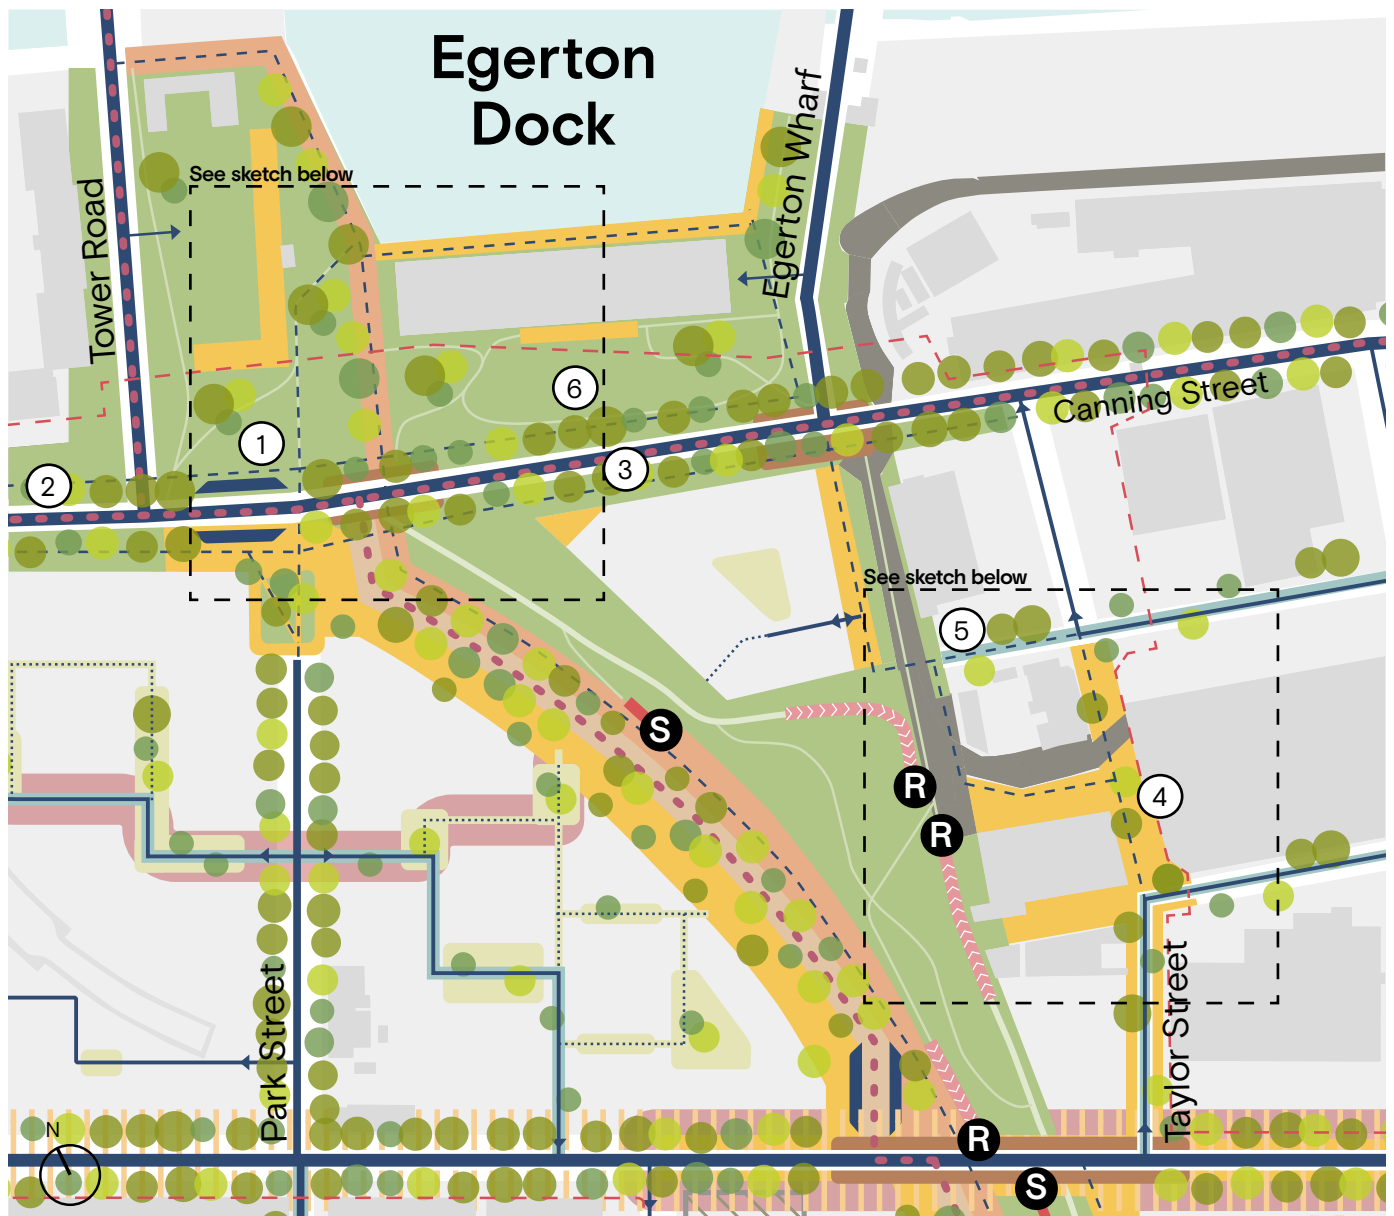 Egerton
Dock
Egerton Wharf
See sketch below
Tower Road
6
Canning Street
1
3
2
See sketch below
5
S
R
4
R
Taylor Street
Park Street
N
R
S